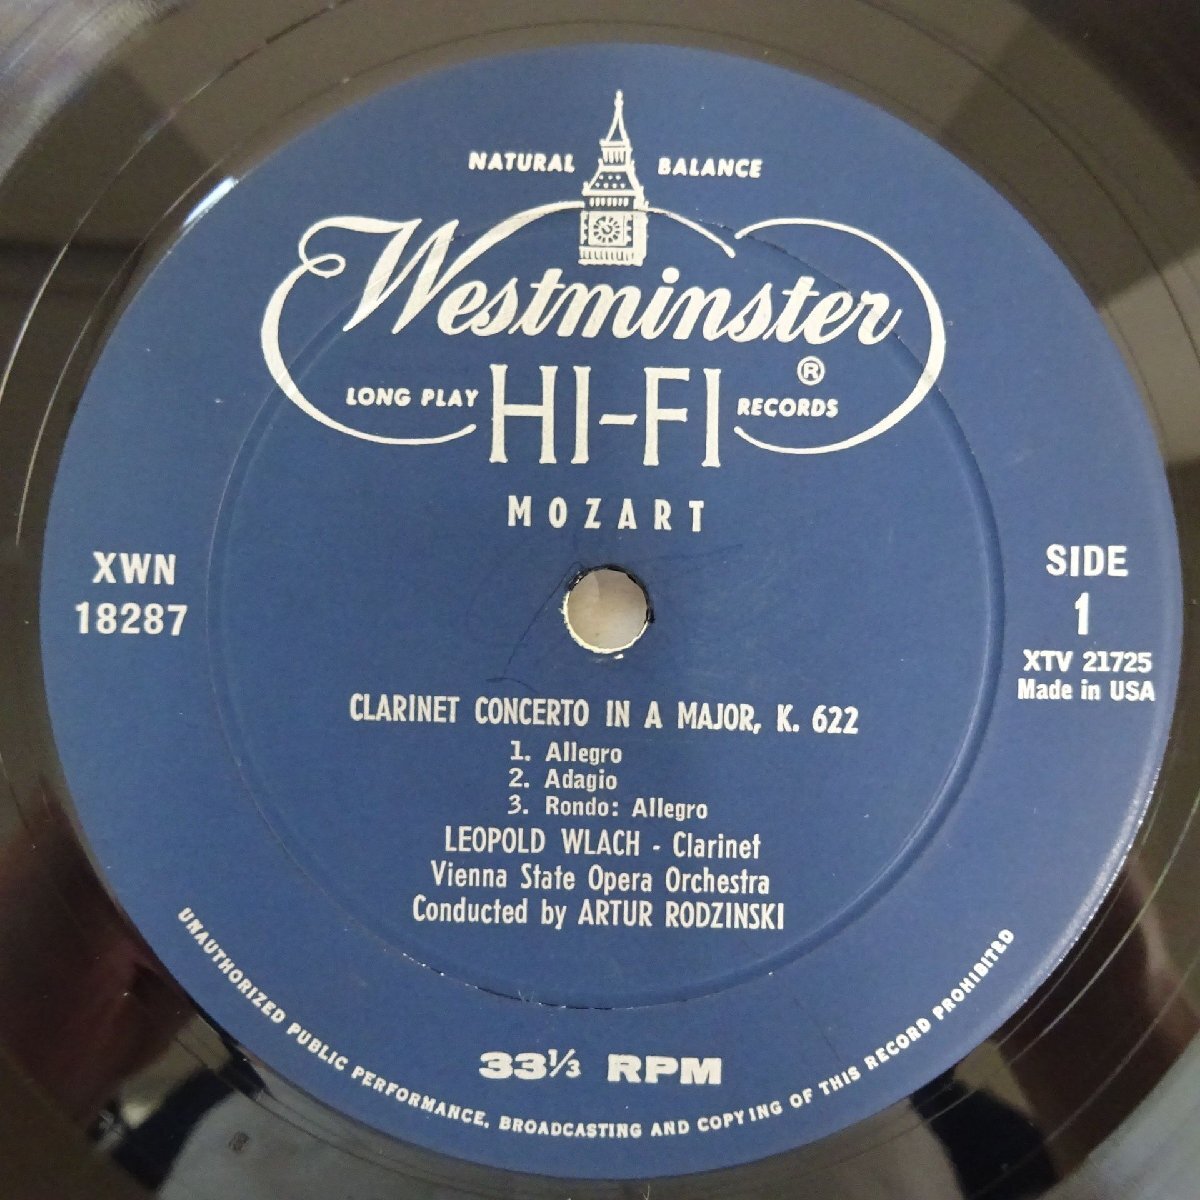 NATURAL BALANCE
Westminster ®
LONG PLAY HI-FI RECORDS
MOZART
XWN
18287
SIDE
1
XTV 21725
Made in USA
CLARINET CONCERTO IN A MAJOR, K. 622
1. Allegro
2. Adagio
3. Rondo: Allegro
LEOPOLD WLACH - Clarinet
Vienna State Opera Orchestra
Conducted by ARTUR RODZINSKI
33⅓ RPM
UNAUTHORIZED PUBLIC PERFORMANCE, BROADCASTING AND COPYING OF THIS RECORD PROHIBITED